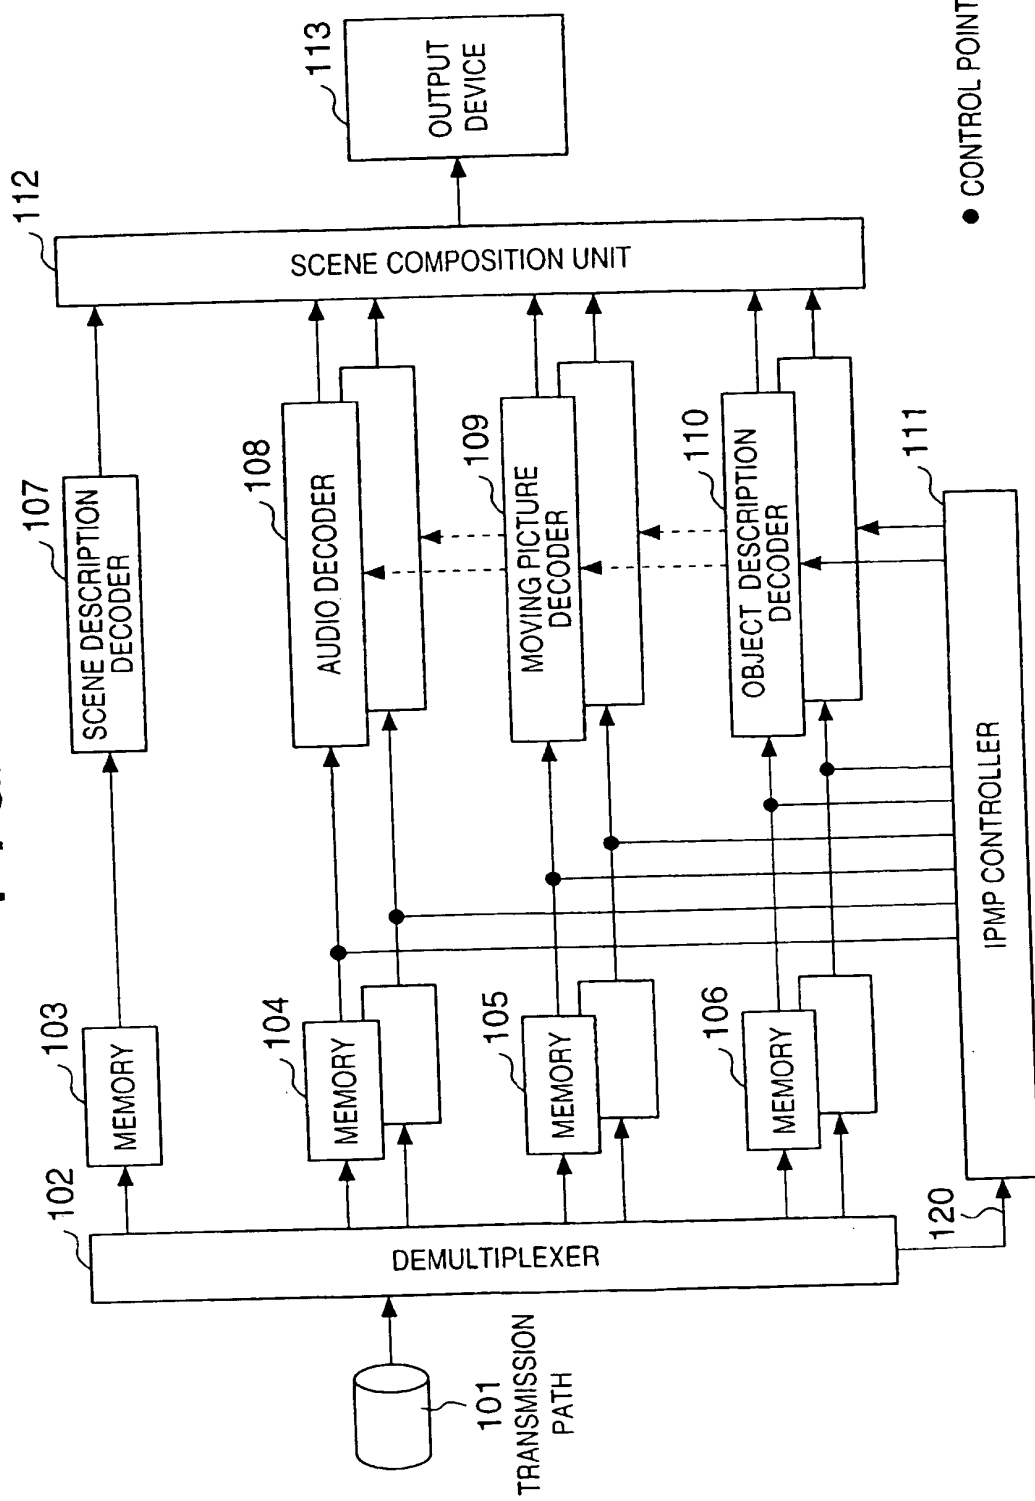 101
TRANSMISSION
PATH
102
DEMULTIPLEXER
120
103
MEMORY
104
MEMORY
105
MEMORY
106
MEMORY
107
SCENE DESCRIPTION
DECODER
108
AUDIO DECODER
109
MOVING PICTURE
DECODER
110
OBJECT DESCRIPTION
DECODER
111
IPMP CONTROLLER
112
SCENE COMPOSITION UNIT
113
OUTPUT
DEVICE
● CONTROL POINT